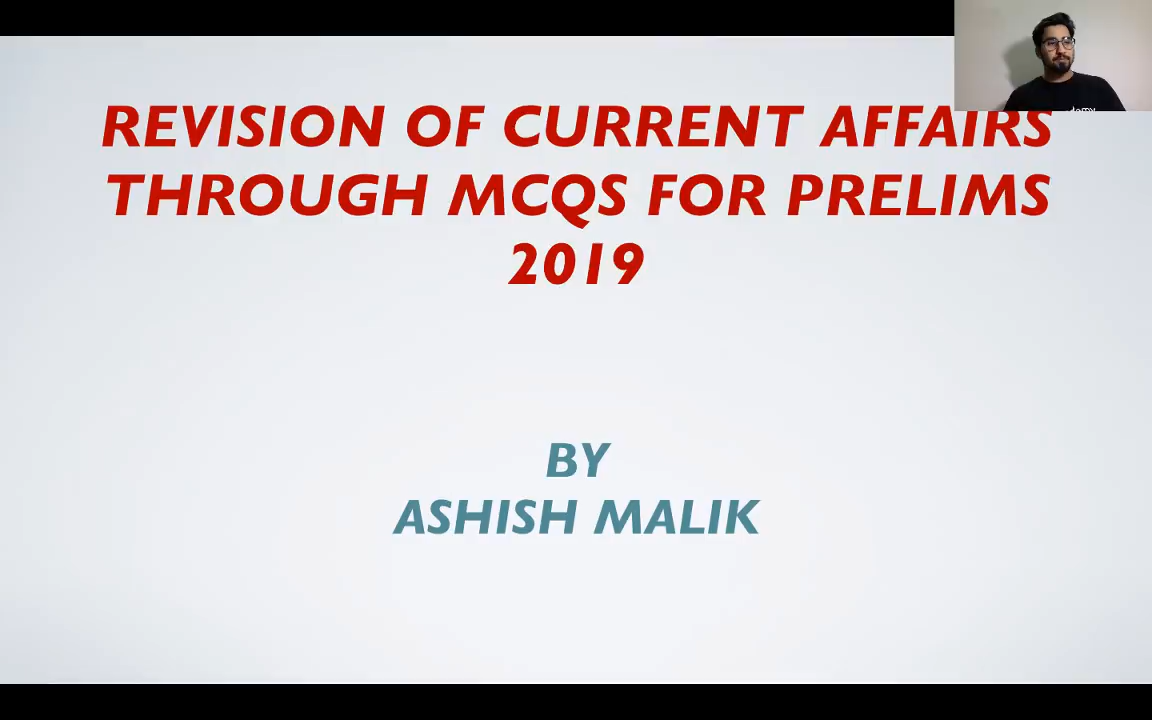 REVISION OF CURRENT AFFAIRS
THROUGH MCQS FOR PRELIMS
2019
BY
ASHISH MALIK